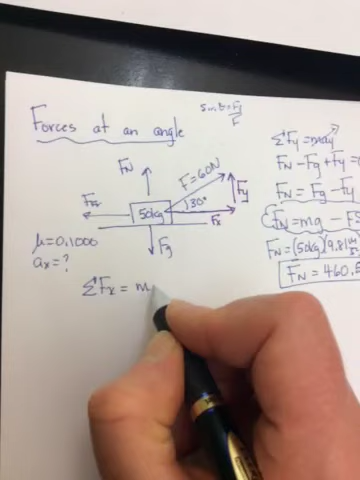 Forces at an angle
Sinθ=Fy
F
FN
F=60N
Fy
30°
Ffr
50kg
Fx
Fg
μ=0.1000
ax=?
ΣFy=may
FN-Fg+Fy=
FN=Fg-Fy
FN=mg-F
FN=(50kg)(9.81
FN=460.5
ΣFx=m